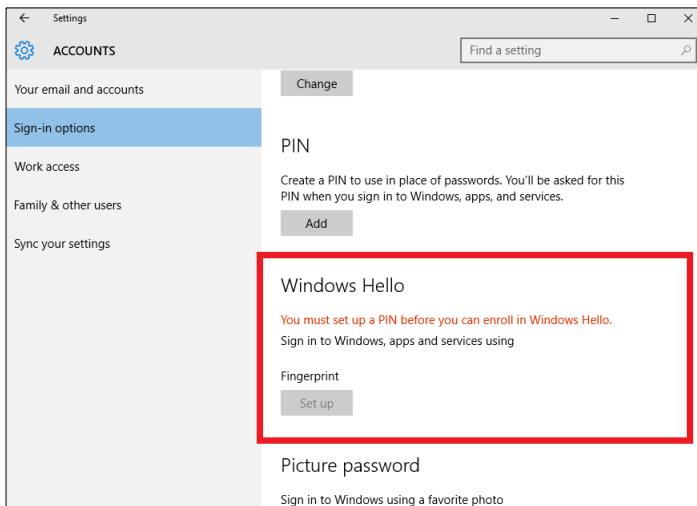 Settings
ACCOUNTS
Find a setting
Your email and accounts
Sign-in options
Work access
Family & other users
Sync your settings
Change
PIN
Create a PIN to use in place of passwords. You'll be asked for this
PIN when you sign in to Windows, apps, and services.
Add
Windows Hello
You must set up a PIN before you can enroll in Windows Hello.
Sign in to Windows, apps and services using
Fingerprint
Set up
Picture password
Sign in to Windows using a favorite photo